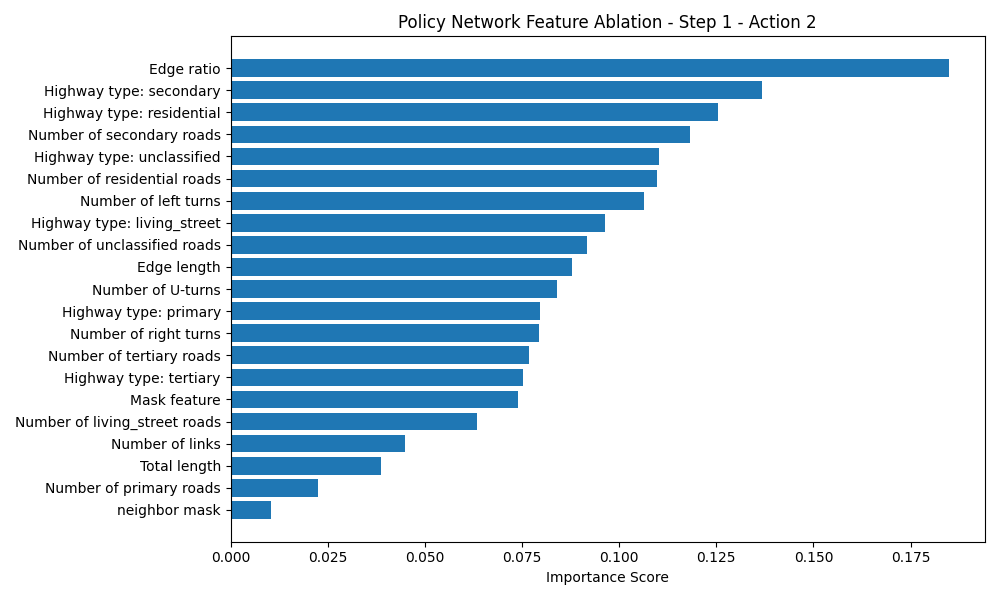 Policy Network Feature Ablation - Step 1 - Action 2
Edge ratio
Highway type: secondary
Highway type: residential
Number of secondary roads
Highway type: unclassified
Number of residential roads
Number of left turns
Highway type: living_street
Number of unclassified roads
Edge length
Number of U-turns
Highway type: primary
Number of right turns
Number of tertiary roads
Highway type: tertiary
Mask feature
Number of living_street roads
Number of links
Total length
Number of primary roads
neighbor mask
0.000 0.025 0.050 0.075 0.100 0.125 0.150 0.175
Importance Score